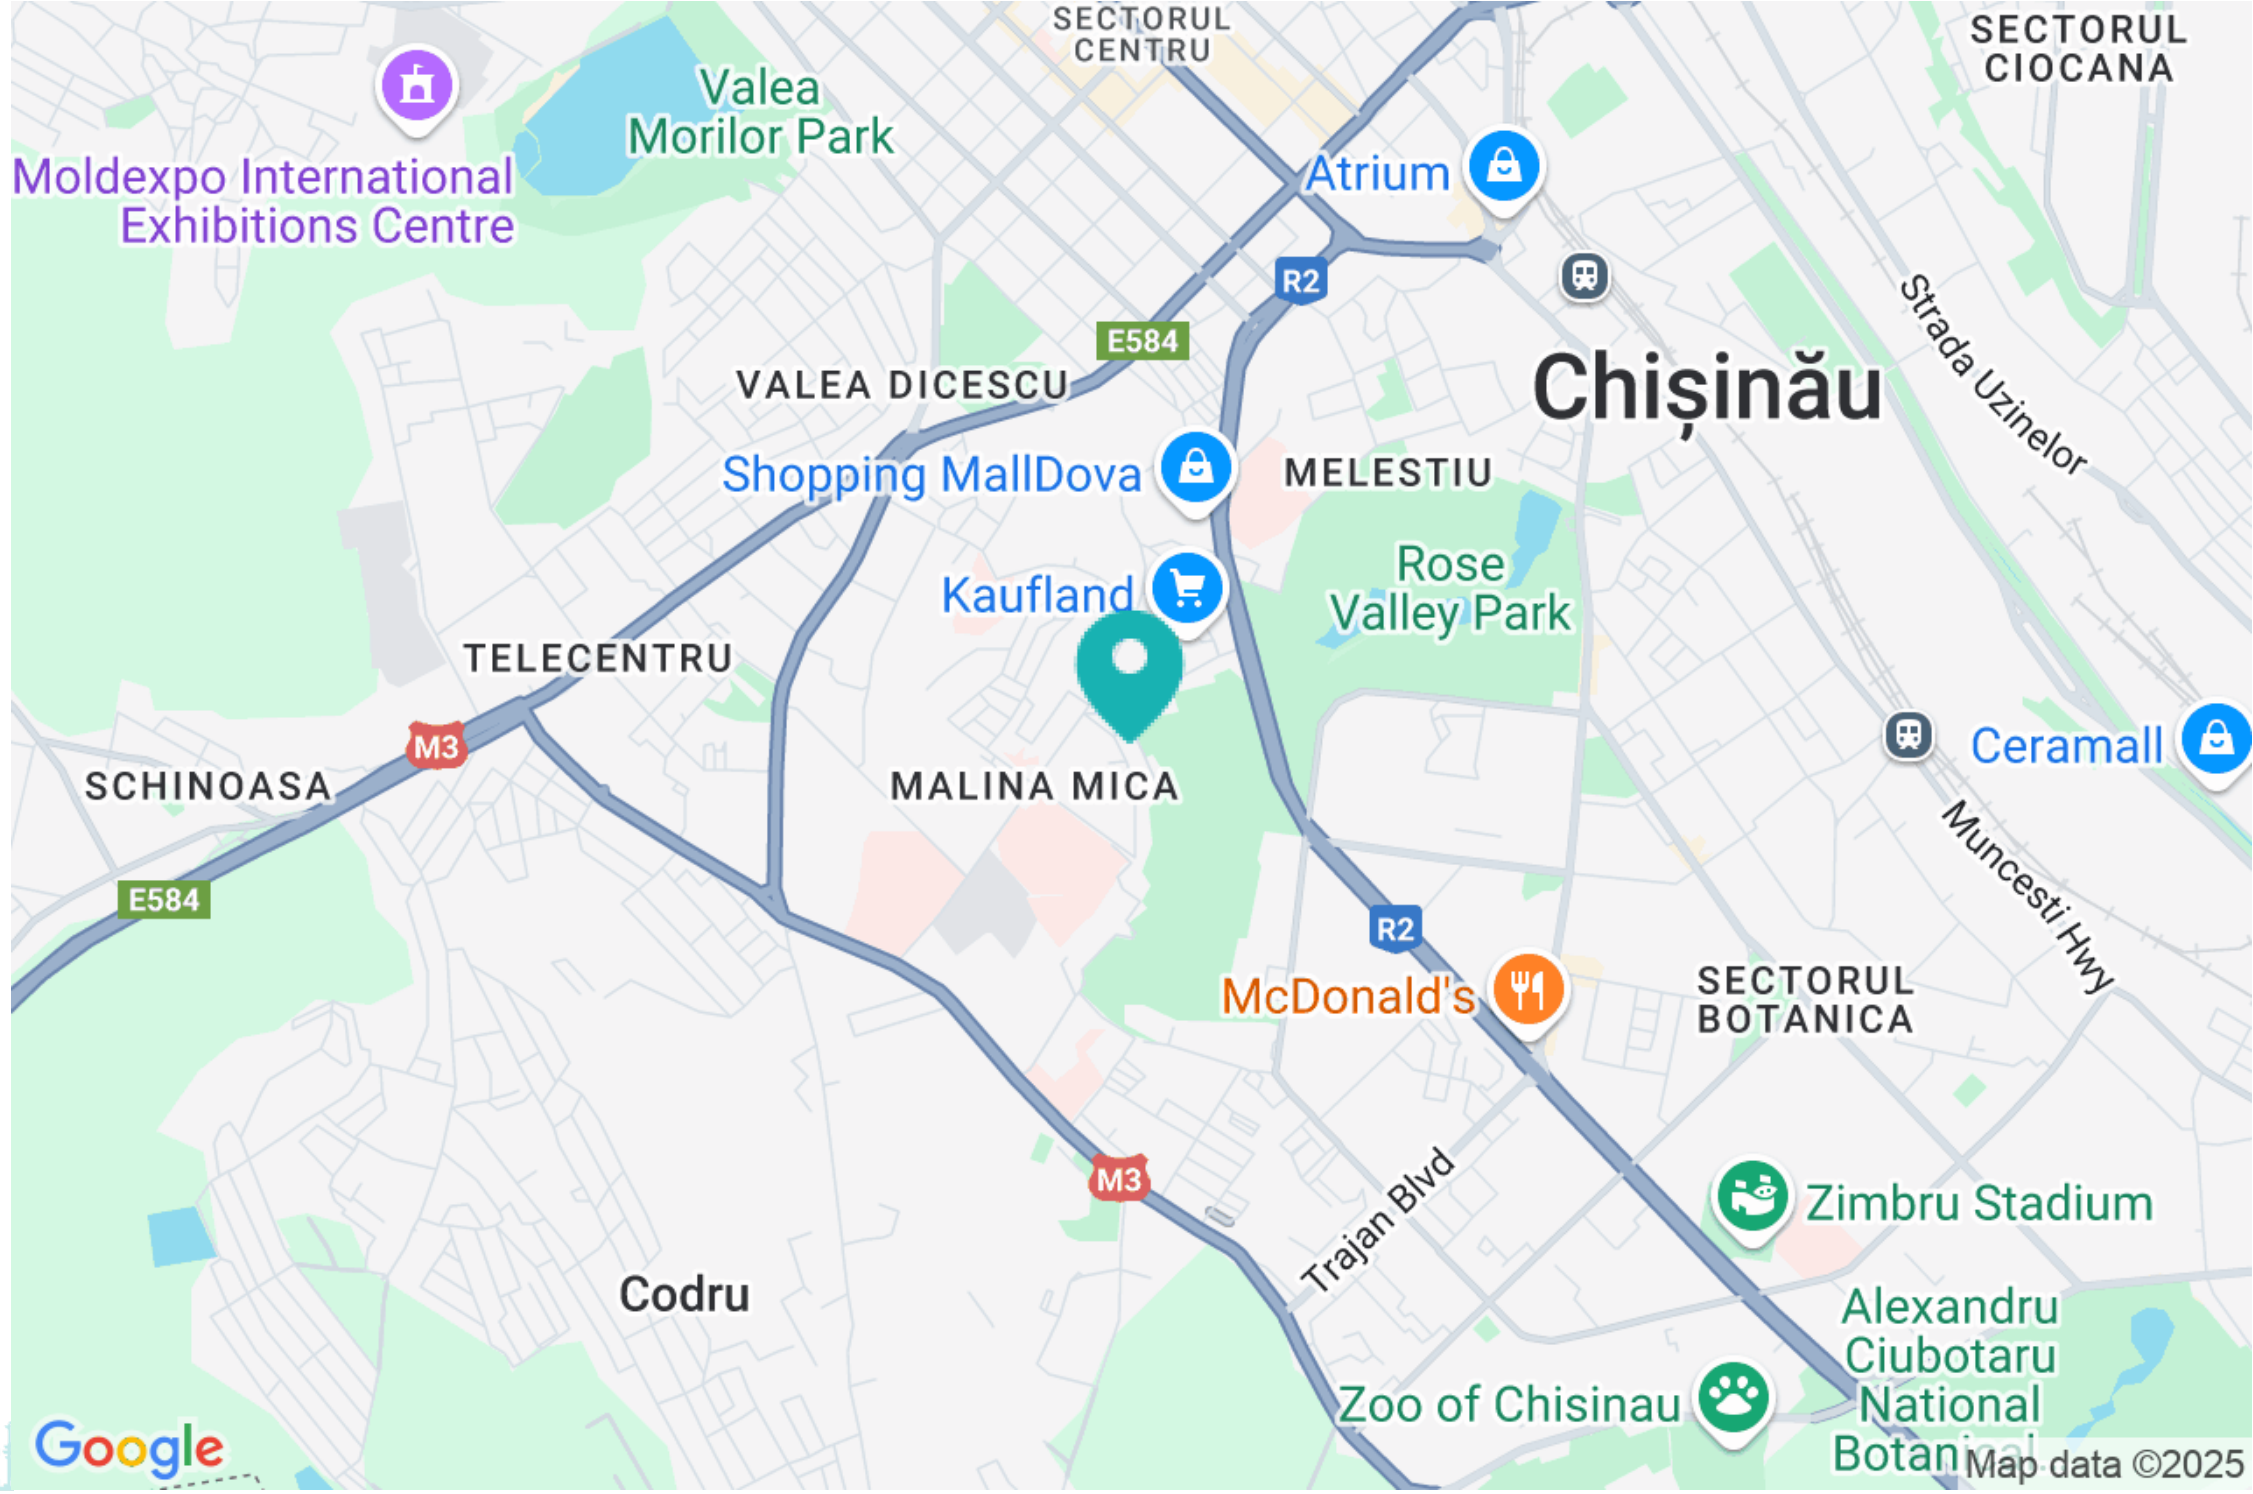 SECTORUL
CENTRU
SECTORUL
CIOCANA
Valea
Morilor Park
Moldexpo International
Exhibitions Centre
Atrium
R2
Strada Uzinelor
E584
Chișinău
VALEA DICESCU
Shopping MallDova
MELESTIU
Rose
Valley Park
Kaufland
TELECENTRU
M3
Ceramall
SCHINOASA
MALINA MICA
Muncesti Hwy
E584
R2
McDonald's
SECTORUL
BOTANICA
M3
Trajan Blvd
Zimbru Stadium
Codru
Alexandru
Ciubotaru
National
Zoo of Chisinau
Google
Map data ©2025